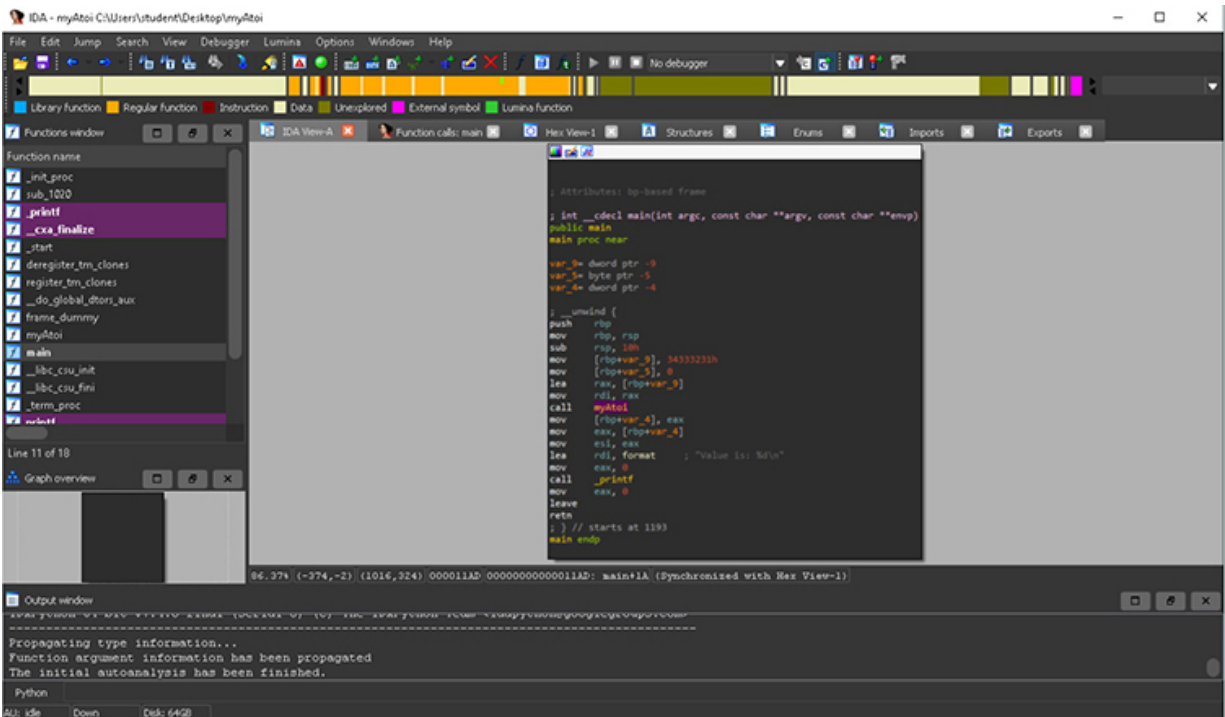 IDA - myAtoi C:\Users\student\Desktop\myAtoi
File Edit Jump Search View Debugger Lumina Options Windows Help
No debugger
Library function Regular function Instruction Data Unexplored External symbol Lumina function
Functions window
IDA View-A Function calls: main Hex View-1 Structures Enums Imports Exports
Function name
_init_proc
sub_1020
_printf
__cxa_finalize
_start
deregister_tm_clones
register_tm_clones
__do_global_dtors_aux
frame_dummy
myAtoi
main
__libc_csu_init
__libc_csu_fini
_term_proc
printf
Line 11 of 18
Graph overview
; Attributes: bp-based frame
; int __cdecl main(int argc, const char **argv, const char **envp)
public main
main proc near
var_9= dword ptr -9
var_5= byte ptr -5
var_4= dword ptr -4
; __unwind {
push rbp
mov rbp, rsp
sub rsp, 10h
mov [rbp+var_9], 34333231h
mov [rbp+var_5], 0
lea rax, [rbp+var_9]
mov rdi, rax
call myAtoi
mov [rbp+var_4], eax
mov eax, [rbp+var_4]
mov esi, eax
lea rdi, format ; "Value is: %d\n"
mov eax, 0
call _printf
mov eax, 0
leave
retn
; } // starts at 1193
main endp
86.37% (-374,-2) (1016,324) 000011AD 00000000000011AD: main+1A (Synchronized with Hex View-1)
Output window
Propagating type information...
Function argument information has been propagated
The initial autoanalysis has been finished.
Python
AU: idle Down Disk: 64GB